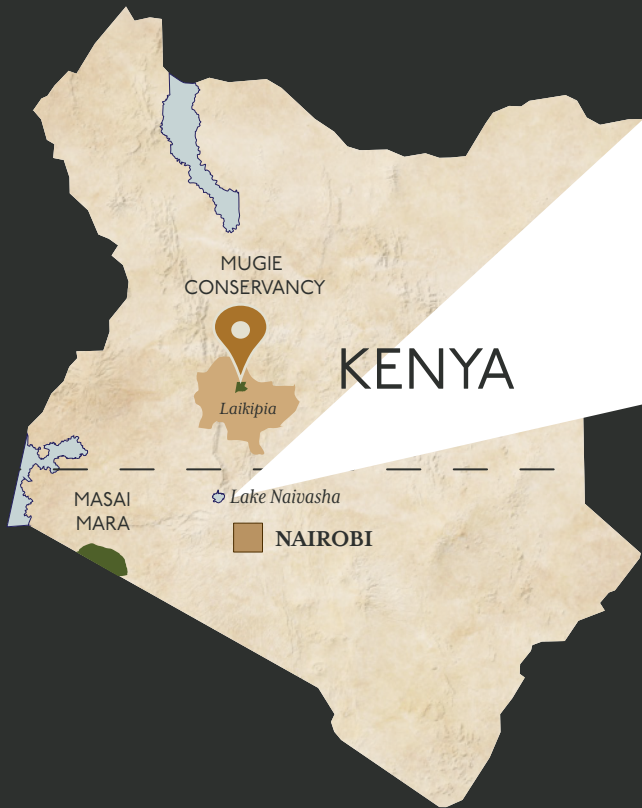 MUGIE
CONSERVANCY
KENYA
Laikipia
MASAI
MARA
Lake Naivasha
NAIROBI